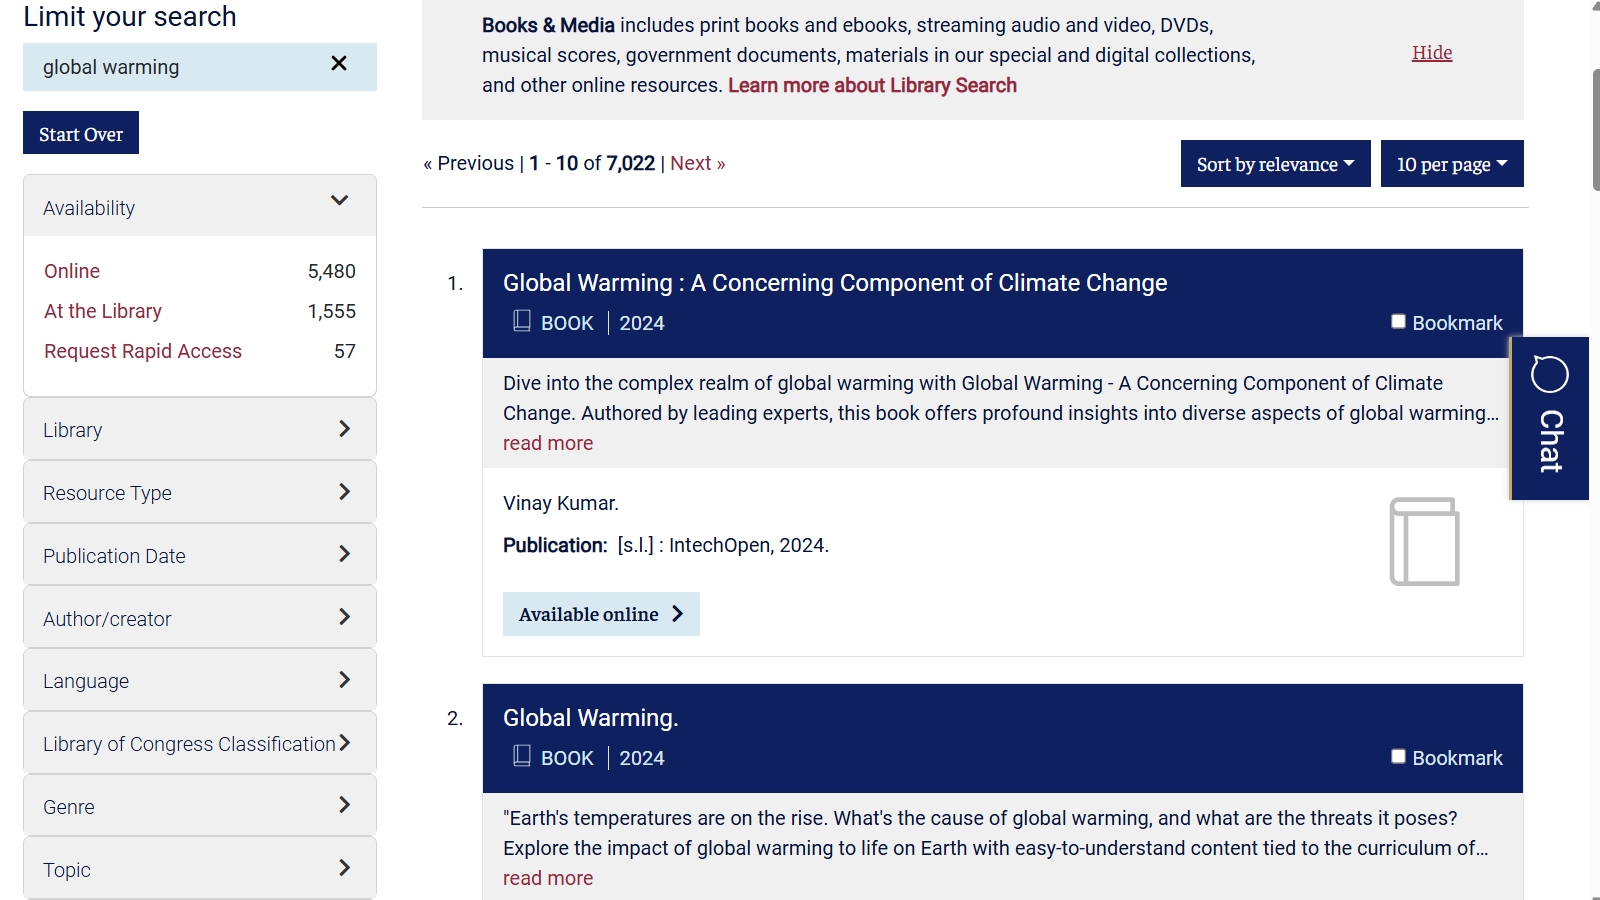 Limit your search
global warming
Start Over
Availability
Online 5,480
At the Library 1,555
Request Rapid Access 57
Library
Resource Type
Publication Date
Author/creator
Language
Library of Congress Classification
Genre
Topic
Books & Media includes print books and ebooks, streaming audio and video, DVDs,
musical scores, government documents, materials in our special and digital collections,
and other online resources. Learn more about Library Search
Hide
« Previous | 1 - 10 of 7,022 | Next »
Sort by relevance
10 per page
1.
Global Warming : A Concerning Component of Climate Change
BOOK | 2024
Bookmark
Dive into the complex realm of global warming with Global Warming - A Concerning Component of Climate
Change. Authored by leading experts, this book offers profound insights into diverse aspects of global warming...
read more
Vinay Kumar.
Publication: [s.l.] : IntechOpen, 2024.
Available online
2.
Global Warming.
BOOK | 2024
Bookmark
"Earth's temperatures are on the rise. What's the cause of global warming, and what are the threats it poses?
Explore the impact of global warming to life on Earth with easy-to-understand content tied to the curriculum of...
read more
Chat